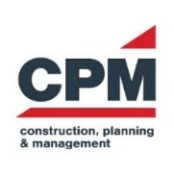 CPM
construction, planning
& management